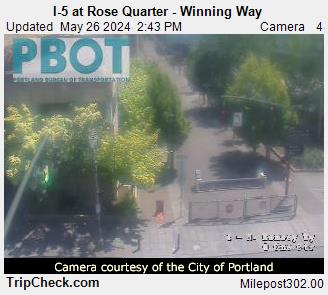 I-5 at Rose Quarter - Winning Way
Updated May 26 2024 2:43 PM Camera 4
PBOT
PORTLAND BUREAU OF TRANSPORTATION
Camera courtesy of the City of Portland
TripCheck.com Milepost302.00